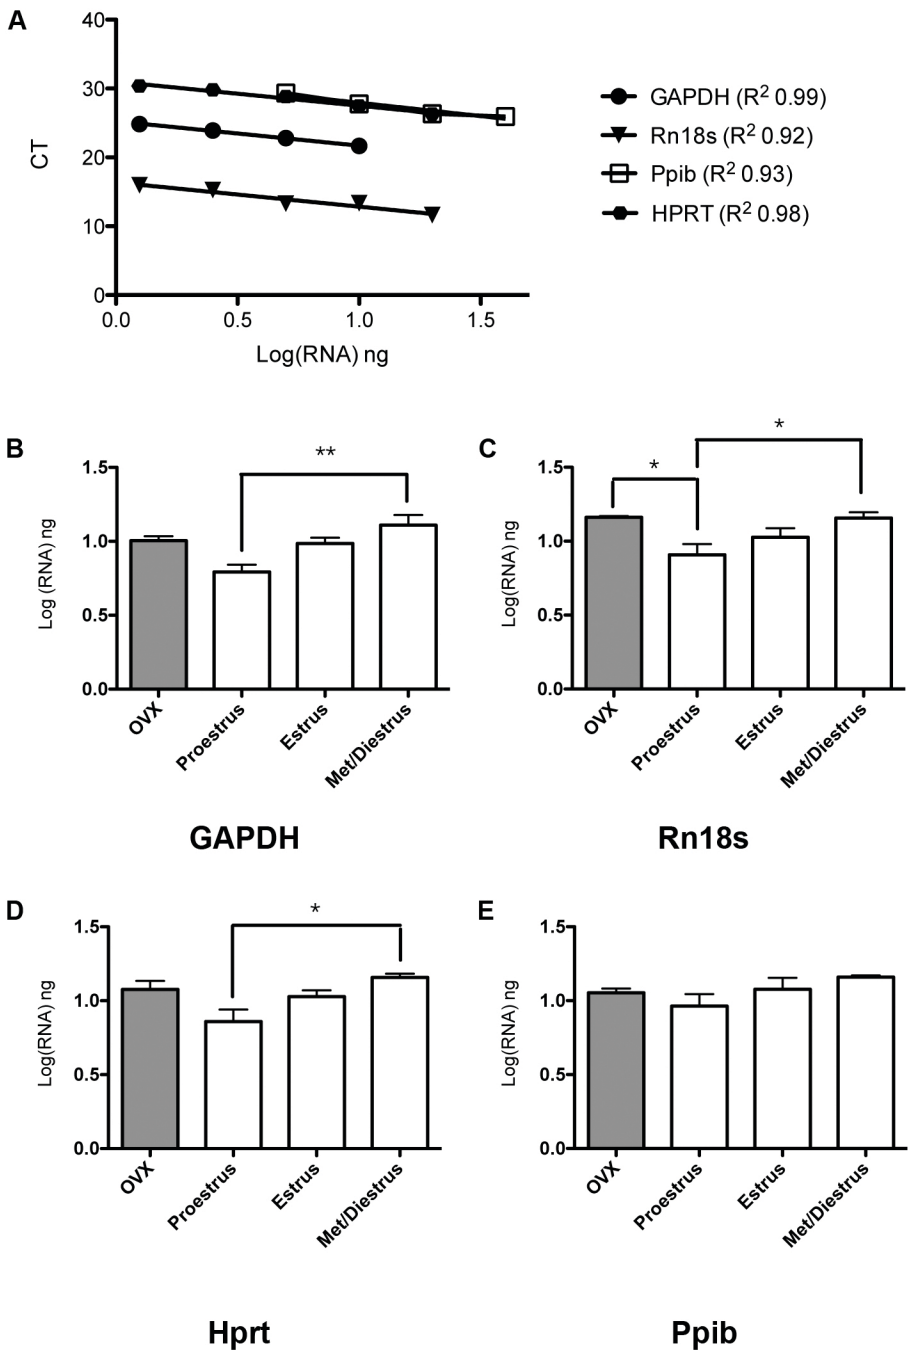 A
40
30
20
10
0
CT
0.0 0.5 1.0 1.5
Log(RNA) ng
GAPDH (R² 0.99)
Rn18s (R² 0.92)
Ppib (R² 0.93)
HPRT (R² 0.98)
B
**
1.5
1.0
0.5
0.0
Log (RNA) ng
OVX
Proestrus
Estrus
Met/Diestrus
GAPDH
C
*
*
1.5
1.0
0.5
0.0
Log(RNA) ng
OVX
Proestrus
Estrus
Met/Diestrus
Rn18s
D
*
1.5
1.0
0.5
0.0
Log(RNA) ng
OVX
Proestrus
Estrus
Met/Diestrus
Hprt
E
1.5
1.0
0.5
0.0
Log(RNA) ng
OVX
Proestrus
Estrus
Met/Diestrus
Ppib